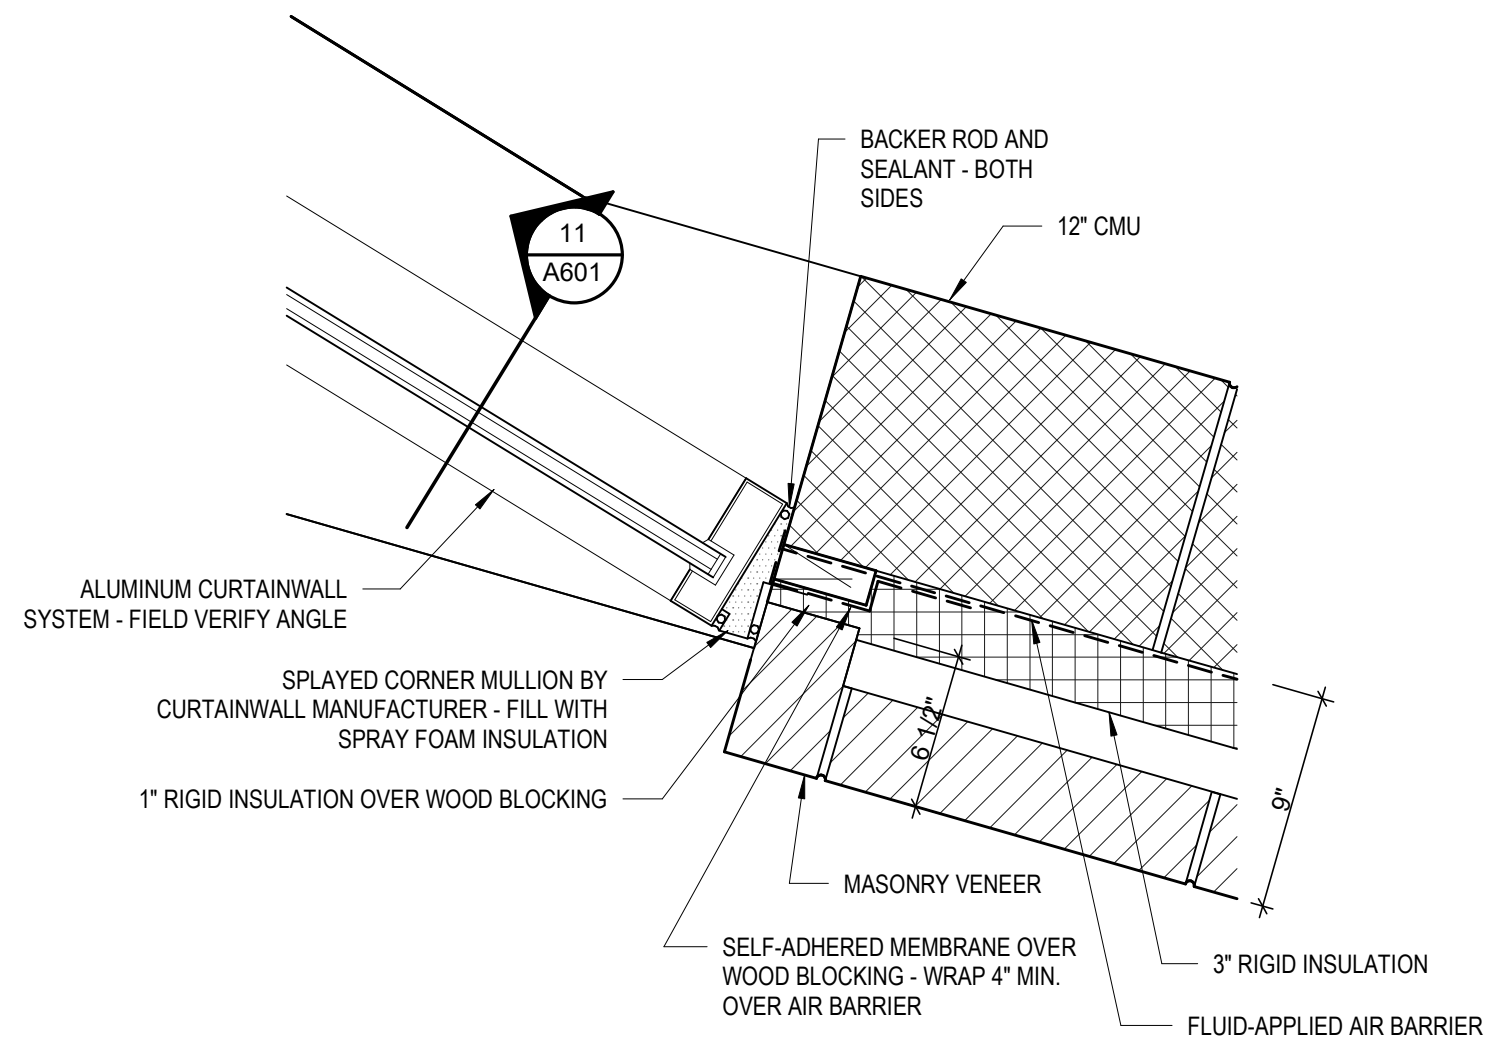 BACKER ROD AND
SEALANT - BOTH
SIDES
12" CMU
11
A601
ALUMINUM CURTAINWALL
SYSTEM - FIELD VERIFY ANGLE
SPLAYED CORNER MULLION BY
CURTAINWALL MANUFACTURER - FILL WITH
SPRAY FOAM INSULATION
6 1/2"
9"
1" RIGID INSULATION OVER WOOD BLOCKING
MASONRY VENEER
SELF-ADHERED MEMBRANE OVER
WOOD BLOCKING - WRAP 4" MIN.
OVER AIR BARRIER
3" RIGID INSULATION
FLUID-APPLIED AIR BARRIER